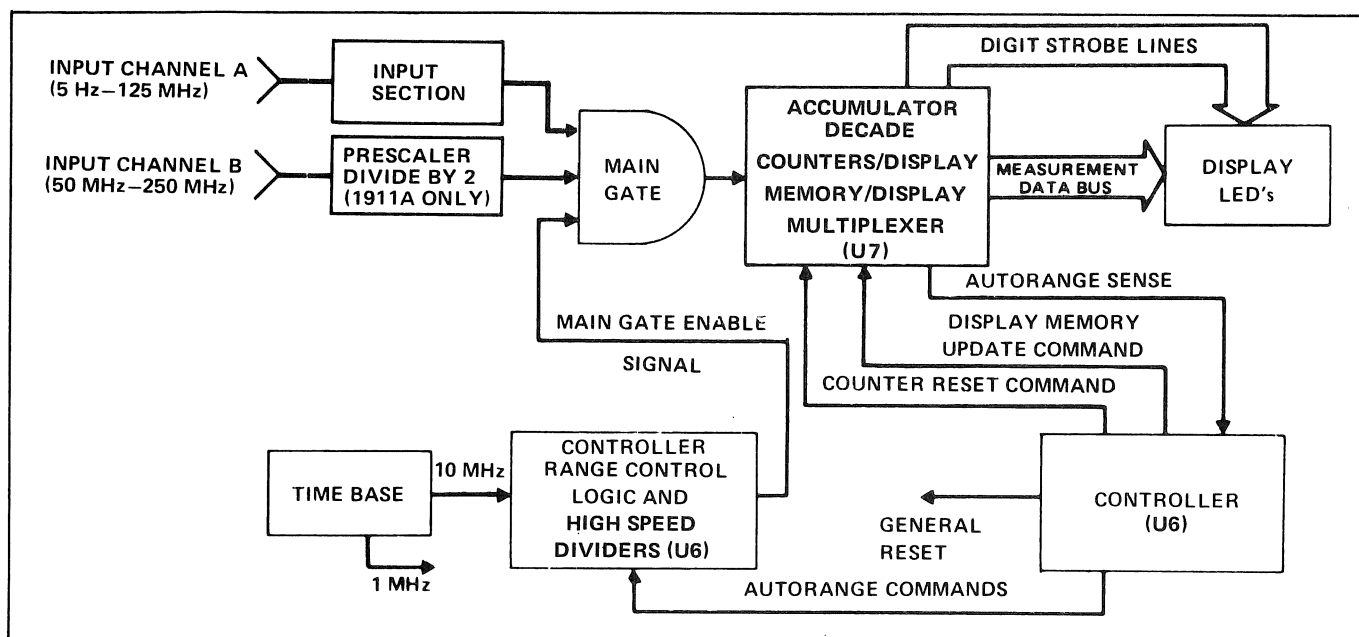 INPUT CHANNEL A
(5 Hz–125 MHz)
INPUT
SECTION
INPUT CHANNEL B
(50 MHz–250 MHz)
PRESCALER
DIVIDE BY 2
(1911A ONLY)
MAIN
GATE
ACCUMULATOR
DECADE
COUNTERS/DISPLAY
MEMORY/DISPLAY
MULTIPLEXER
(U7)
DIGIT STROBE LINES
MEASUREMENT
DATA BUS
DISPLAY
LED's
AUTORANGE SENSE
DISPLAY MEMORY
UPDATE COMMAND
COUNTER RESET COMMAND
MAIN GATE ENABLE
SIGNAL
TIME BASE
10 MHz
1 MHz
CONTROLLER
RANGE CONTROL
LOGIC AND
HIGH SPEED
DIVIDERS (U6)
GENERAL
RESET
CONTROLLER
(U6)
AUTORANGE COMMANDS